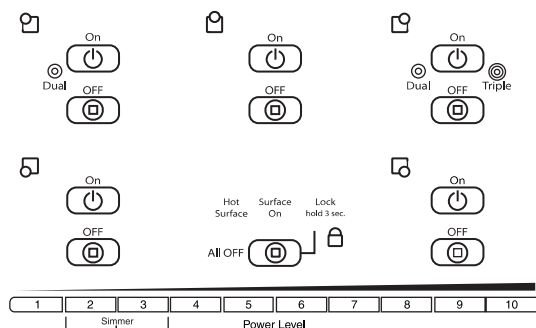 On
On
On
Dual
Dual
Triple
OFF
OFF
OFF
On
On
Hot Surface
Surface On
Lock hold 3 sec.
OFF
All OFF
OFF
1 2 3 4 5 6 7 8 9 10
Simmer
Power Level